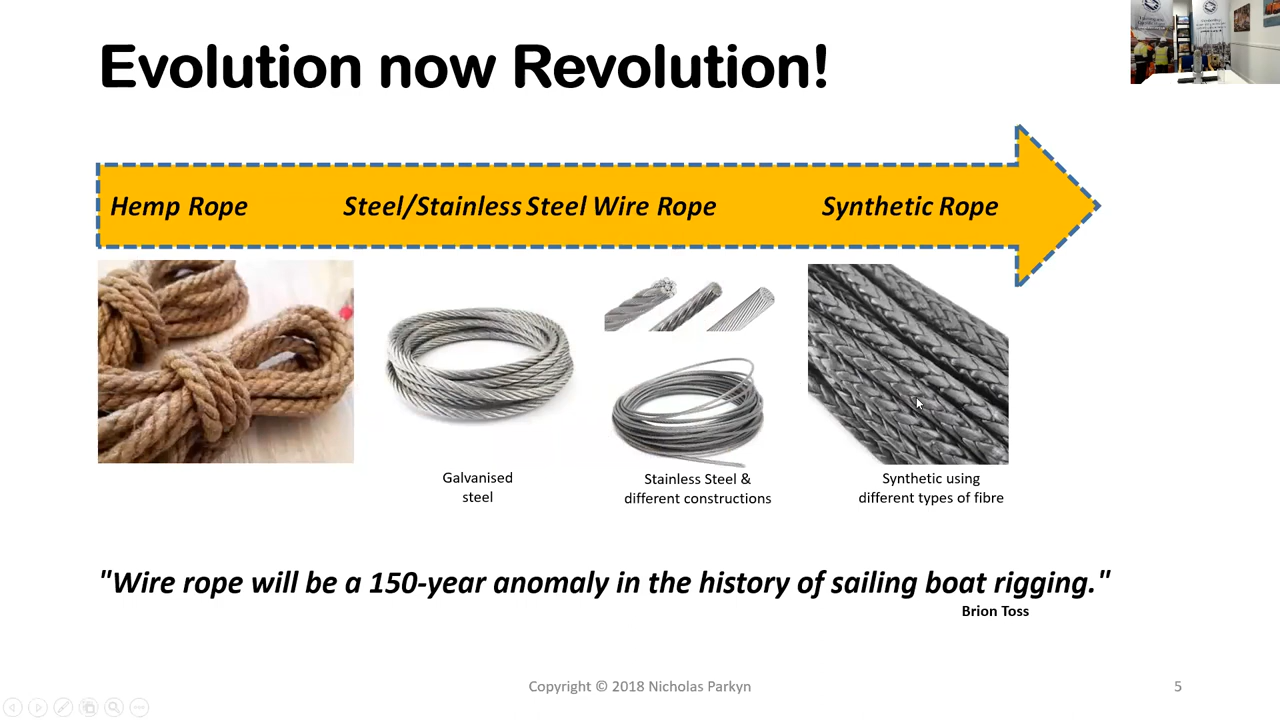 Evolution now Revolution!
Hemp Rope
Steel/Stainless Steel Wire Rope
Synthetic Rope
Galvanised
steel
Stainless Steel &
different constructions
Synthetic using
different types of fibre
"Wire rope will be a 150-year anomaly in the history of sailing boat rigging."
Brion Toss
Copyright © 2018 Nicholas Parkyn
5